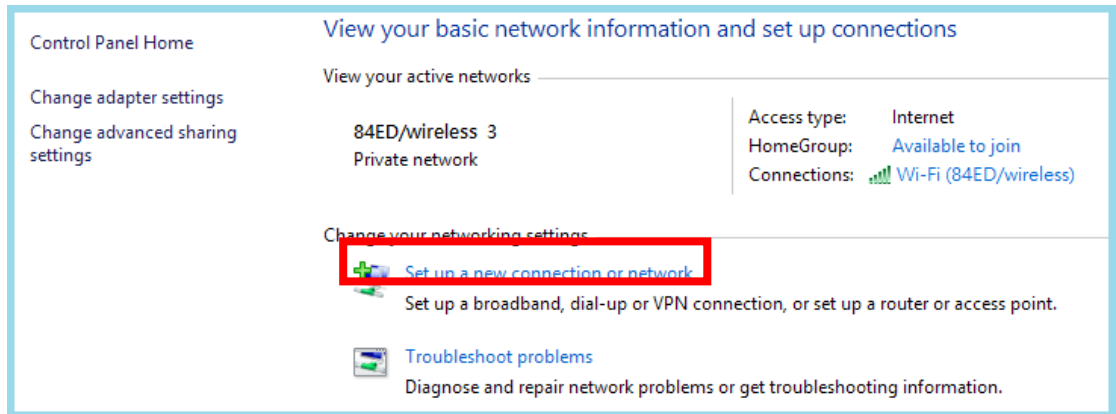 Control Panel Home
Change adapter settings
Change advanced sharing
settings
View your basic network information and set up connections
View your active networks
84ED/wireless 3
Private network
Access type: Internet
HomeGroup: Available to join
Connections: Wi-Fi (84ED/wireless)
Change your networking settings
Set up a new connection or network
Set up a broadband, dial-up or VPN connection, or set up a router or access point.
Troubleshoot problems
Diagnose and repair network problems or get troubleshooting information.